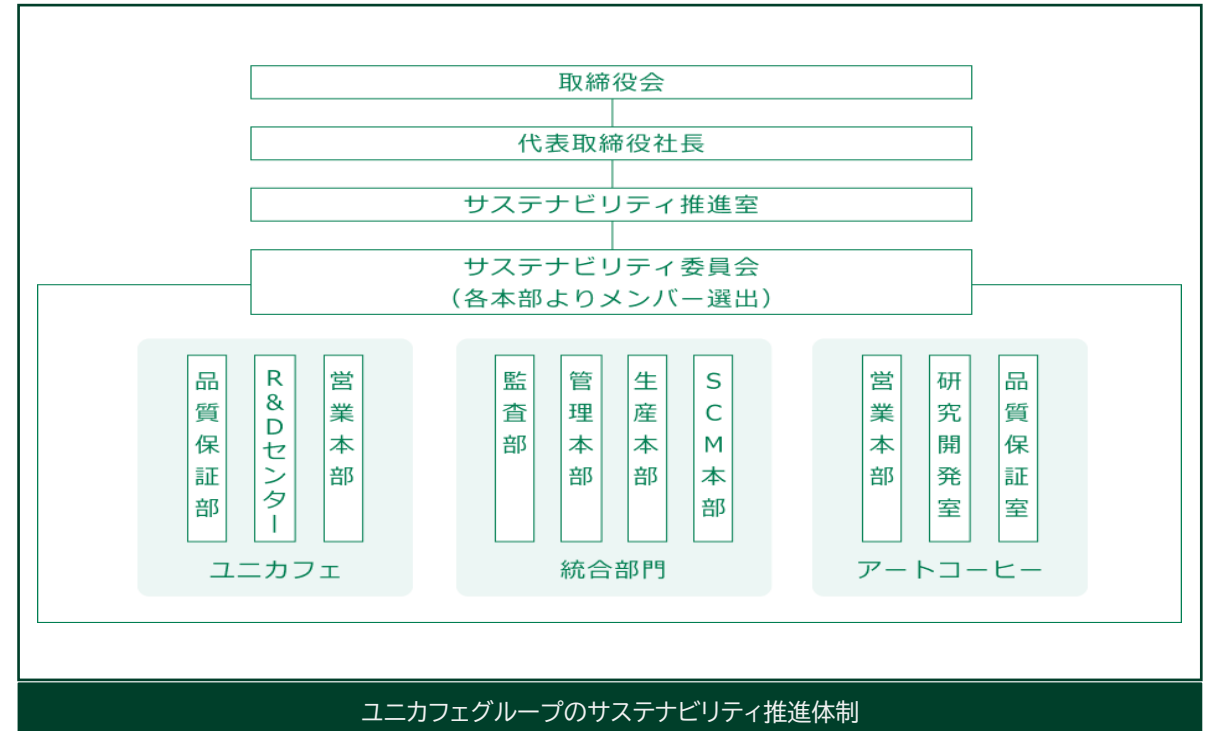 取締役会
代表取締役社長
サステナビリティ推進室
サステナビリティ委員会
（各本部よりメンバー選出）
品質保証部
R&Dセンター
営業本部
ユニカフェ
監査部
管理本部
生産本部
SCM本部
統合部門
営業本部
研究開発室
品質保証室
アートコーヒー
ユニカフェグループのサステナビリティ推進体制